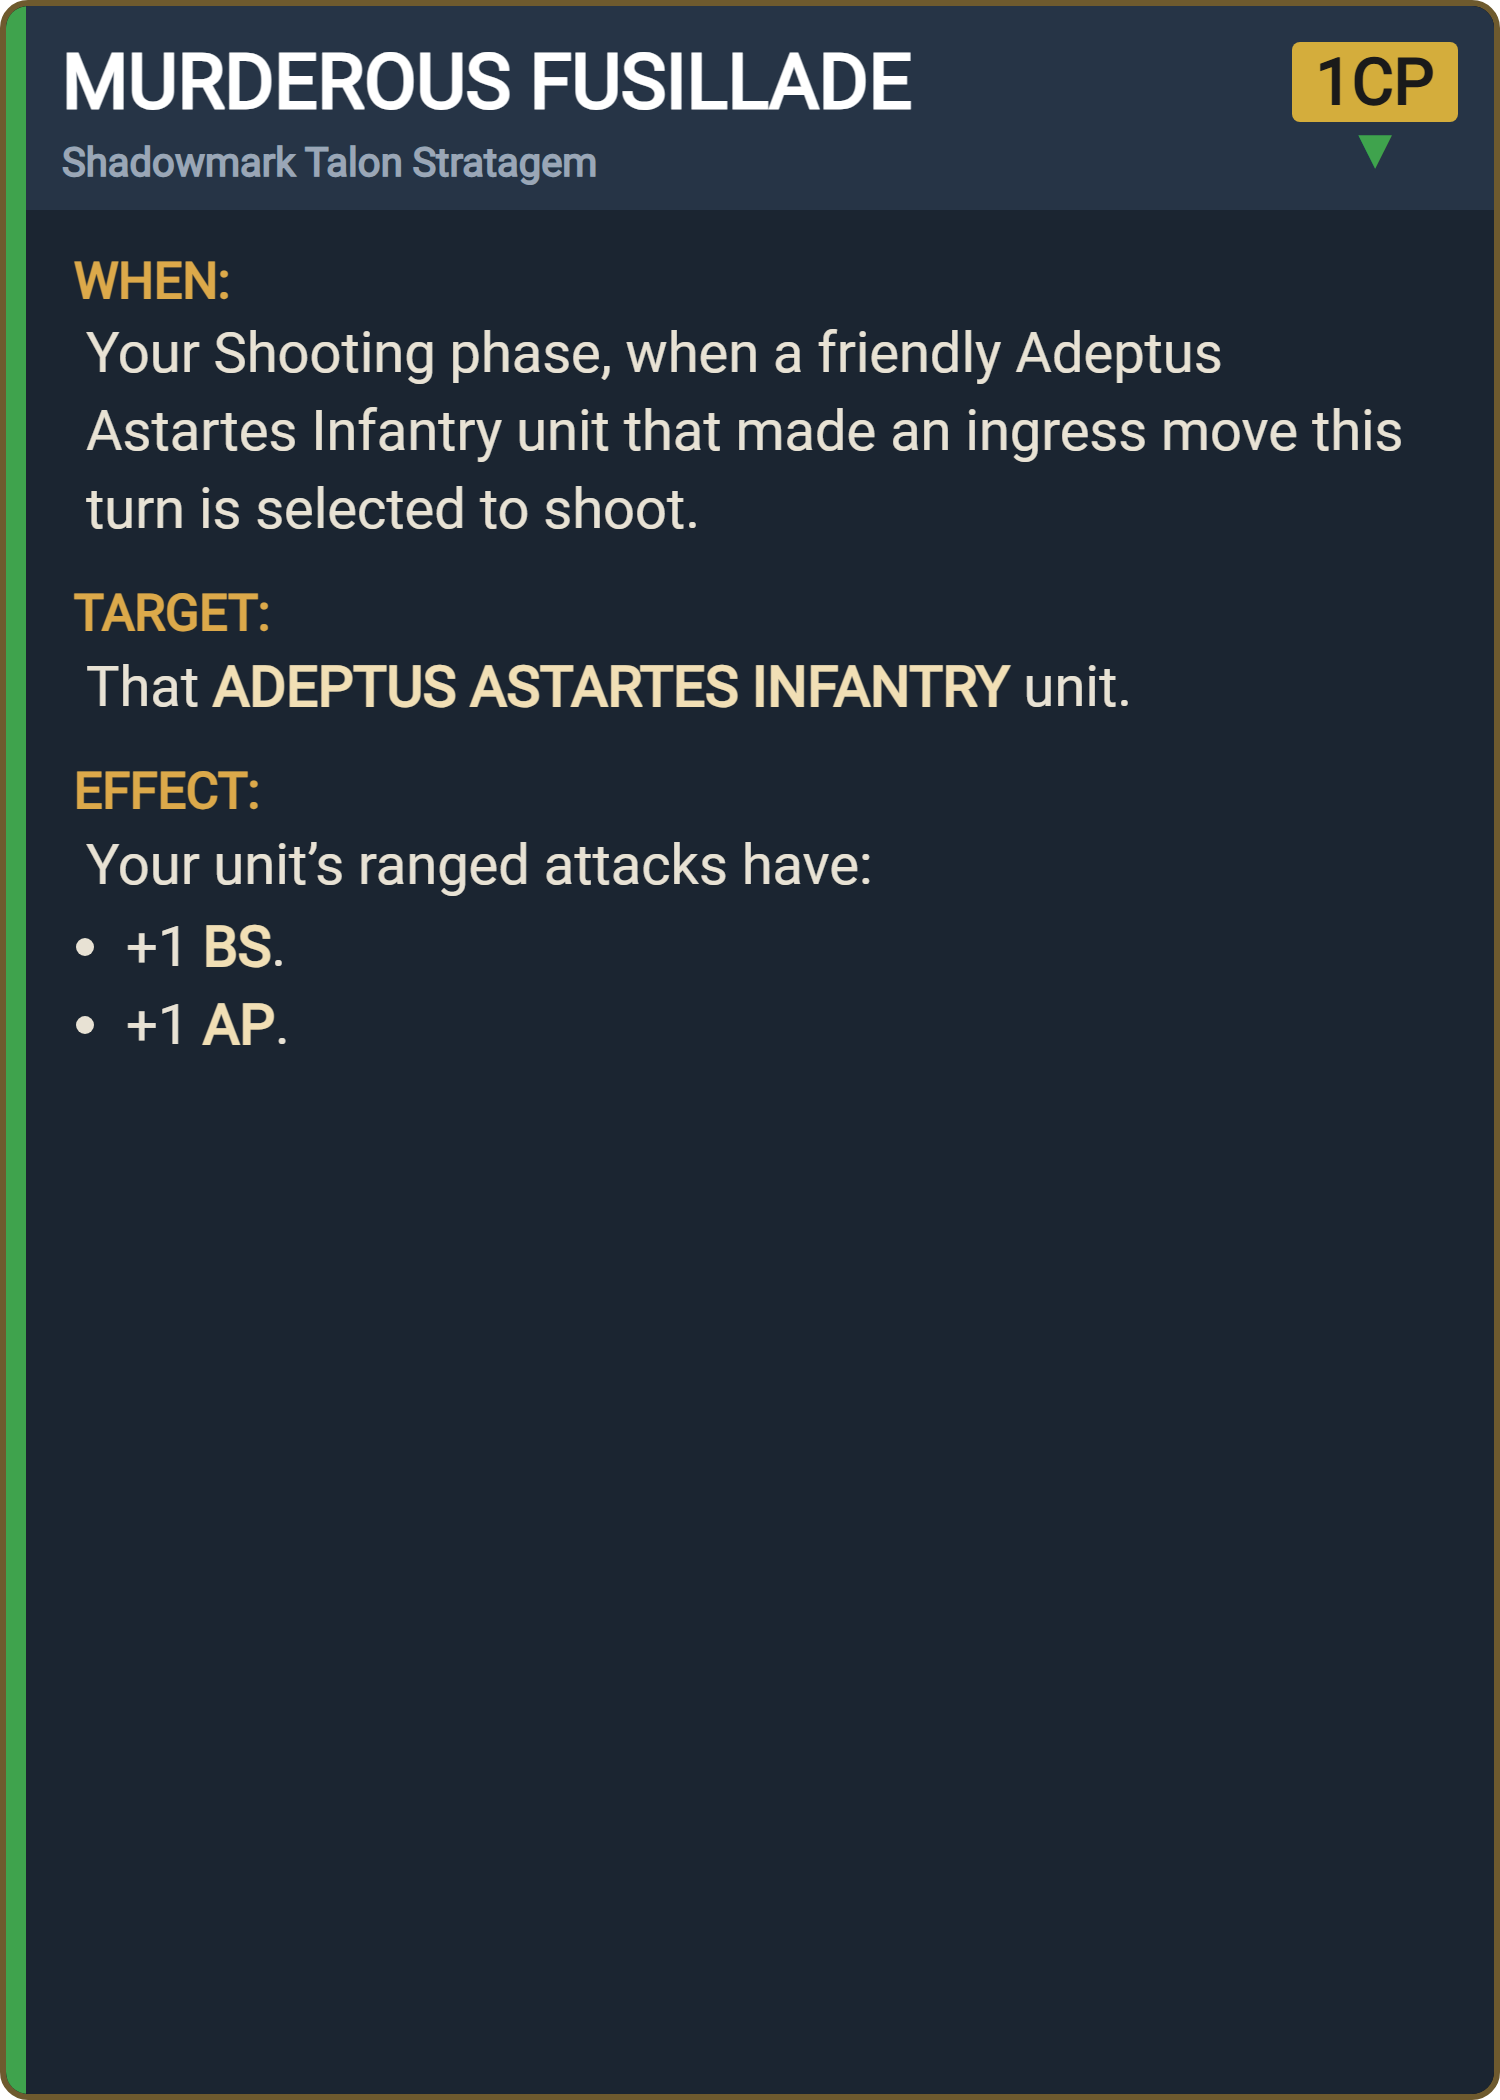 MURDEROUS FUSILLADE
1CP
Shadowmark Talon Stratagem
WHEN:
Your Shooting phase, when a friendly Adeptus
Astartes Infantry unit that made an ingress move this
turn is selected to shoot.
TARGET:
That ADEPTUS ASTARTES INFANTRY unit.
EFFECT:
Your unit’s ranged attacks have:
• +1 BS.
• +1 AP.